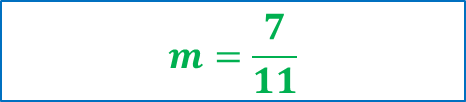 m = 7/11